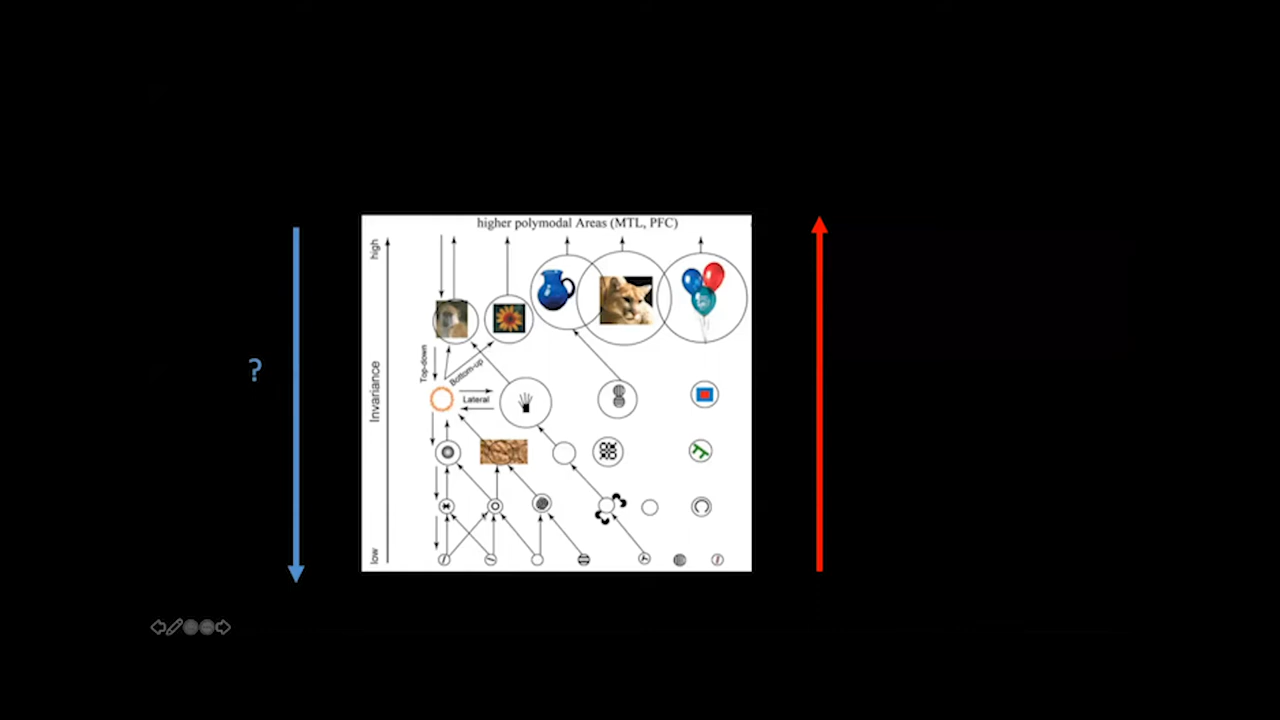 higher polymodal Areas (MTL, PFC)
high
Top-down
Bottom-up
?
Invariance
Lateral
low